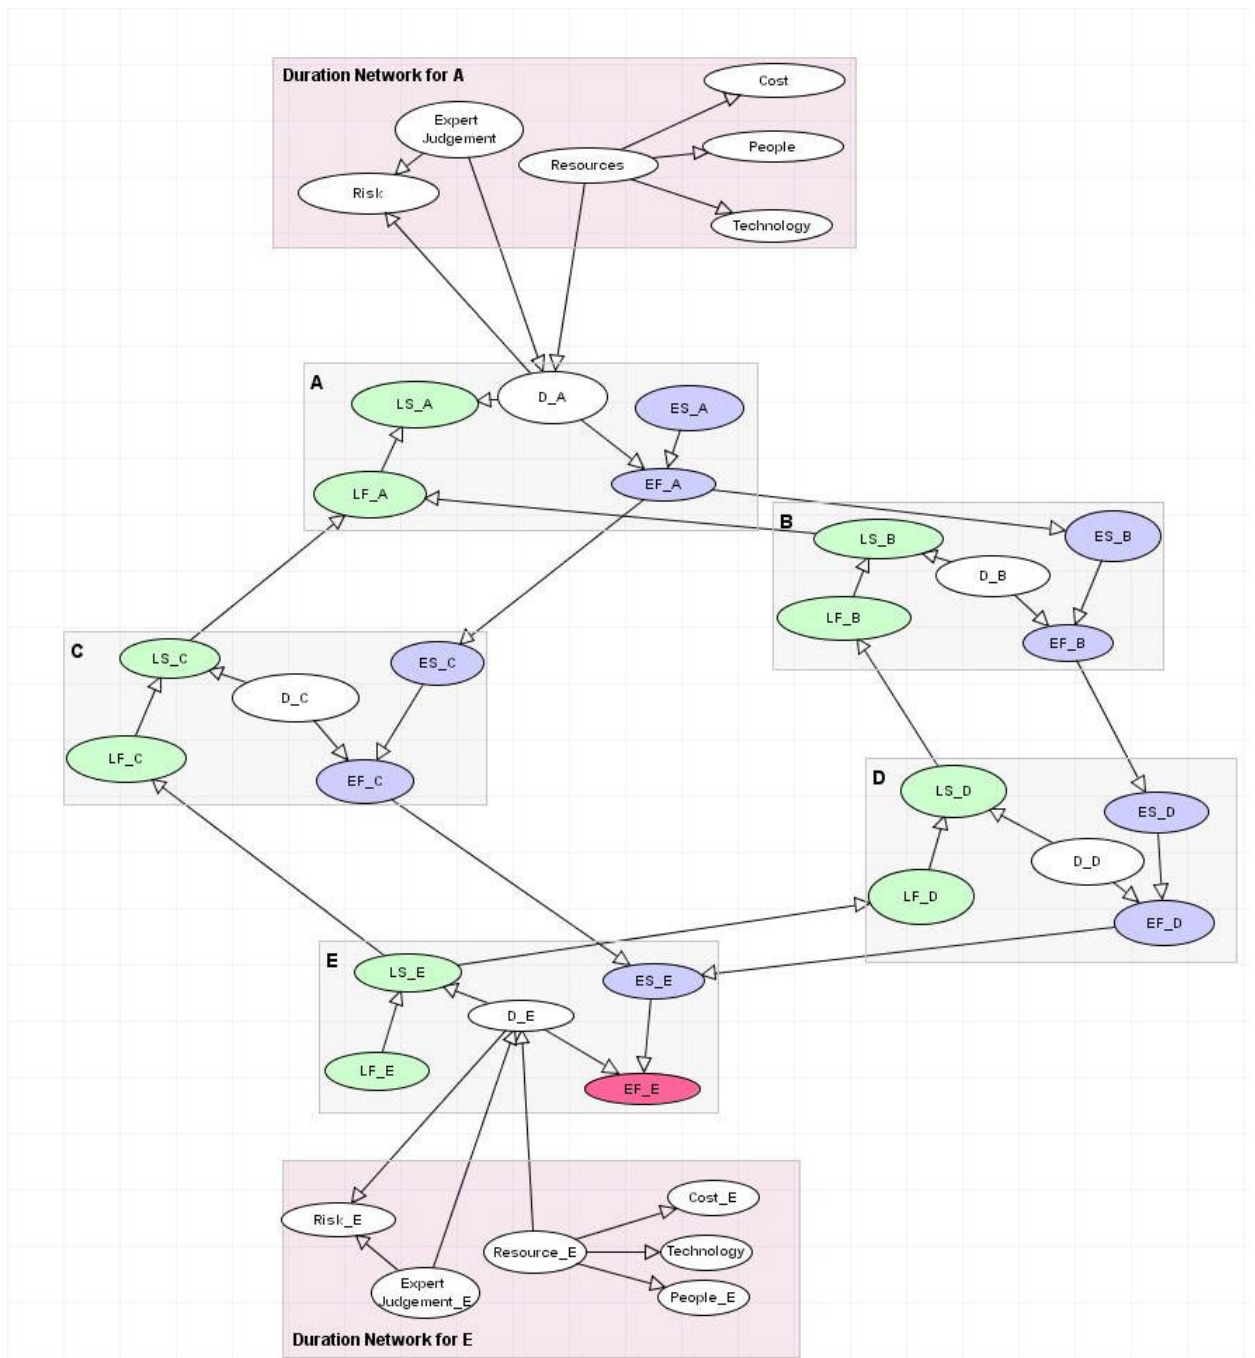 Duration Network for A
Cost
Expert
Judgement
People
Resources
Risk
Technology
A
LS_A
D_A
ES_A
LF_A
EF_A
B
LS_B
ES_B
D_B
LF_B
EF_B
C
LS_C
ES_C
D_C
LF_C
EF_C
D
LS_D
ES_D
D_D
LF_D
EF_D
E
LS_E
ES_E
D_E
LF_E
EF_E
Cost_E
Risk_E
Resource_E
Technology
Expert
Judgement_E
People_E
Duration Network for E